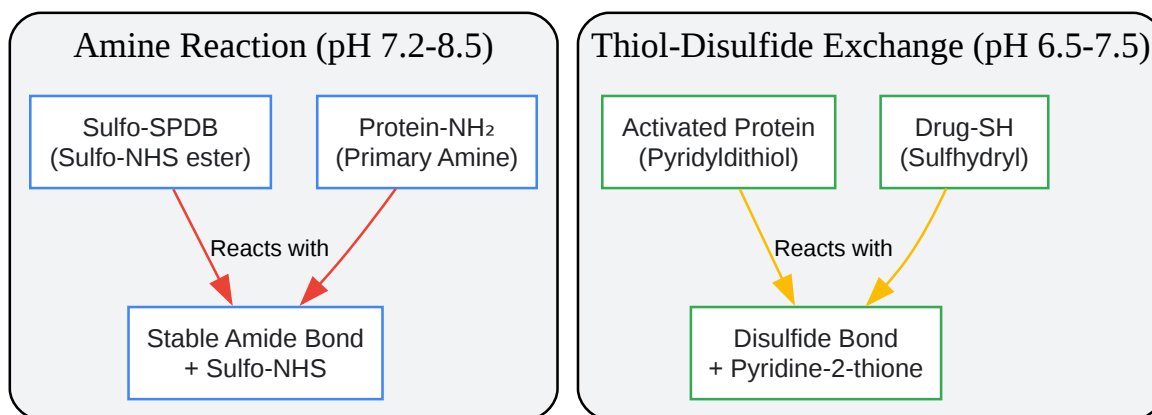 Amine Reaction (pH 7.2-8.5)
Sulfo-SPDB
(Sulfo-NHS ester)
Protein-NH₂
(Primary Amine)
Reacts with
Stable Amide Bond
+ Sulfo-NHS
Thiol-Disulfide Exchange (pH 6.5-7.5)
Activated Protein
(Pyridyldithiol)
Drug-SH
(Sulfhydryl)
Reacts with
Disulfide Bond
+ Pyridine-2-thione